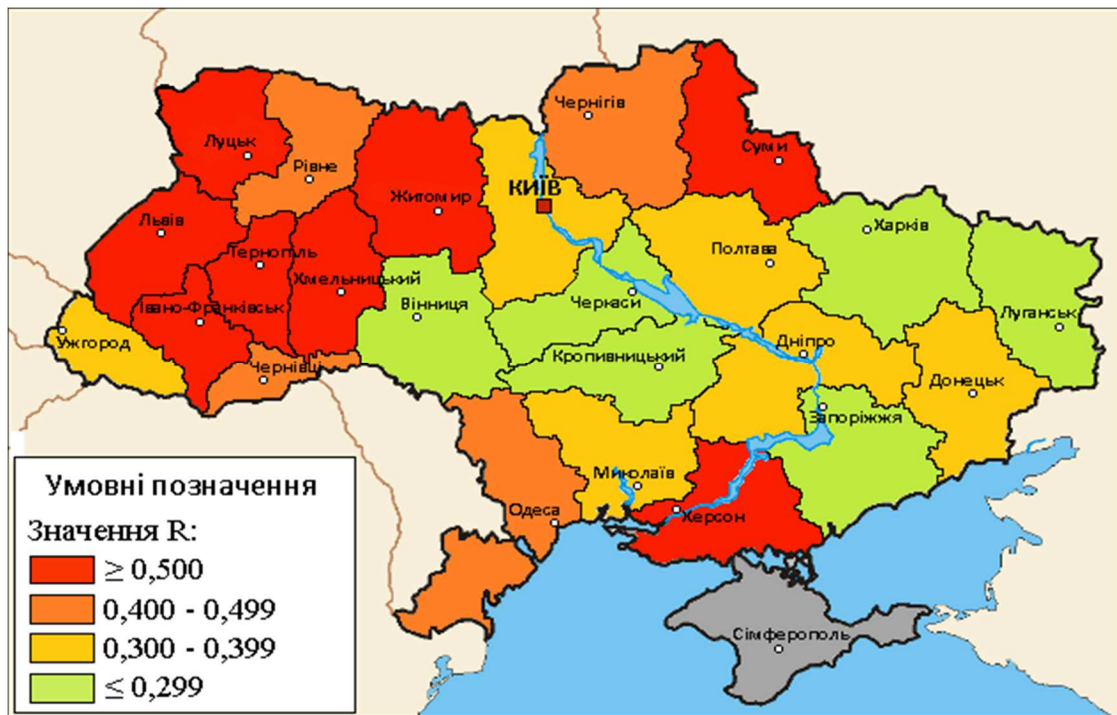 Чернігів
Луцьк
Рівне
Суми
Житомир
КИЇВ
Львів
Харків
Полтава
Тернопіль
Хмельницький
Вінниця
Черкаси
Івано-Франківськ
Луганськ
Ужгород
Дніпро
Кропивницький
Чернівці
Донецьк
Запоріжжя
Миколаїв
Одеса
Херсон
Сімферополь
Умовні позначення
Значення R:
≥ 0,500
0,400 - 0,499
0,300 - 0,399
≤ 0,299